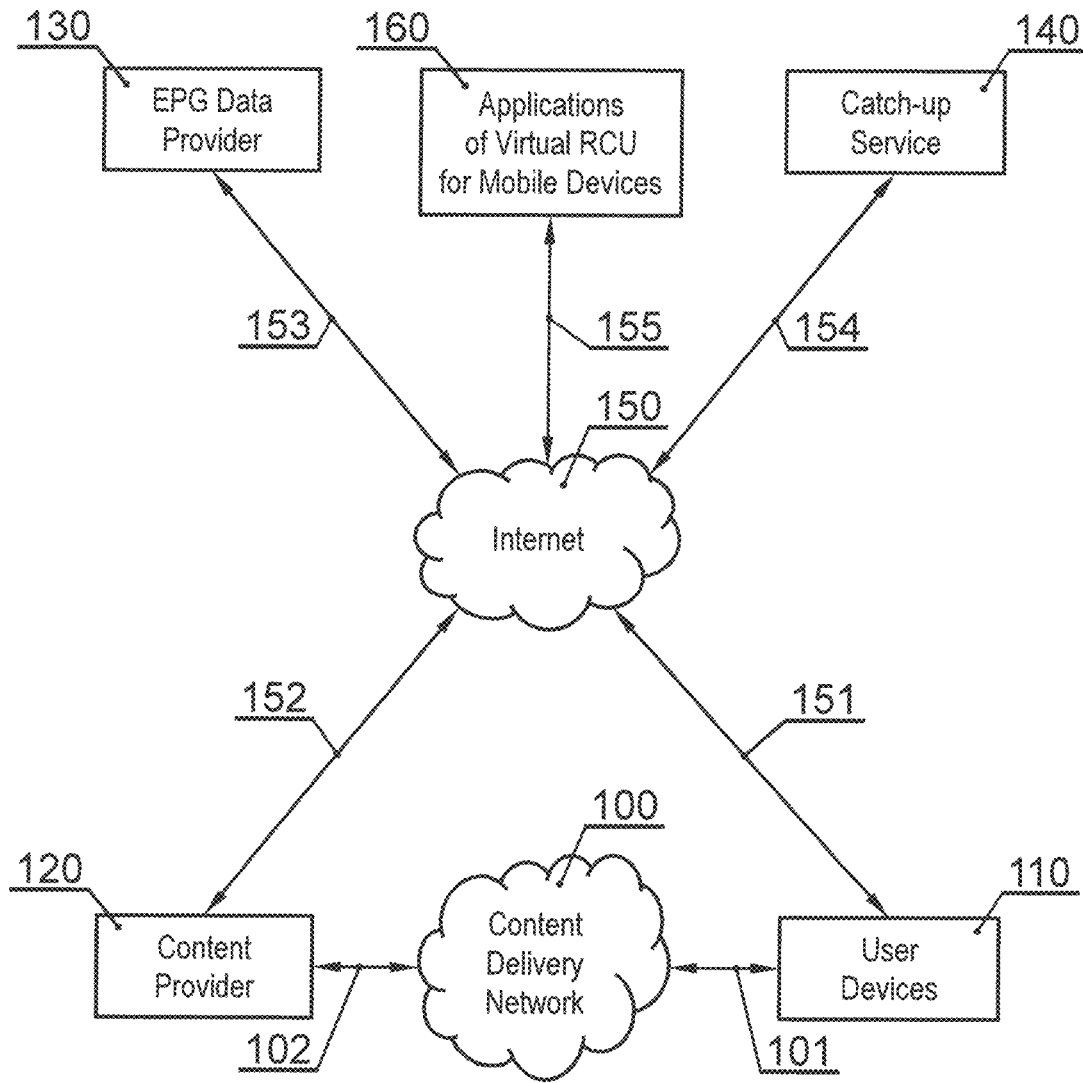 130
160
140
EPG Data
Provider
Applications
of Virtual RCU
for Mobile Devices
Catch-up
Service
153
155
154
150
Internet
152
151
100
120
110
Content
Provider
Content
Delivery
Network
User
Devices
102
101